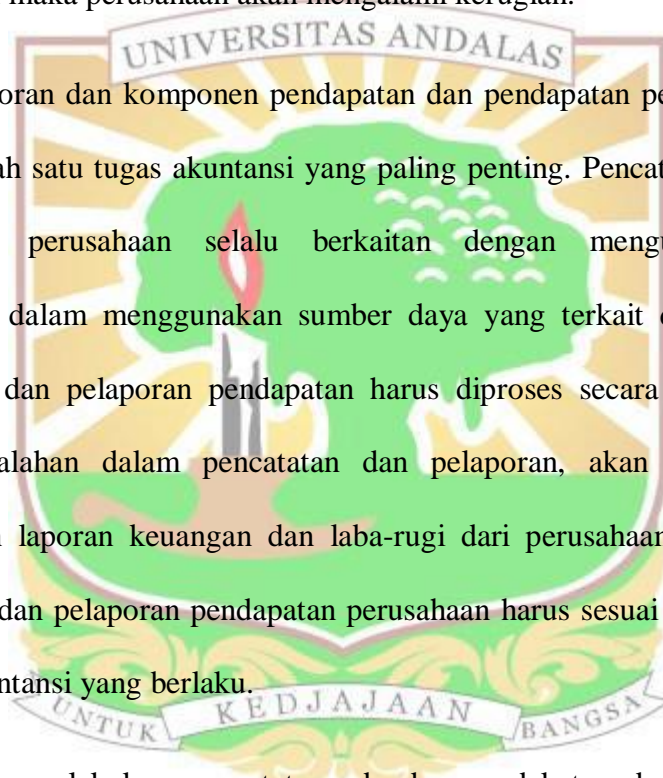 maka perusahaan akan mengalami kerugian.
UNIVERSITAS ANDALAS
oran dan komponen pendapatan dan pendapatan pe
ah satu tugas akuntansi yang paling penting. Pencat
perusahaan selalu berkaitan dengan mengu
dalam menggunakan sumber daya yang terkait
dan pelaporan pendapatan harus diproses secara
alahan dalam pencatatan dan pelaporan, akan
laporan keuangan dan laba-rugi dari perusahaan
dan pelaporan pendapatan perusahaan harus sesuai
ntansi yang berlaku.
UNTUK KEDJAJAAN BANGSA